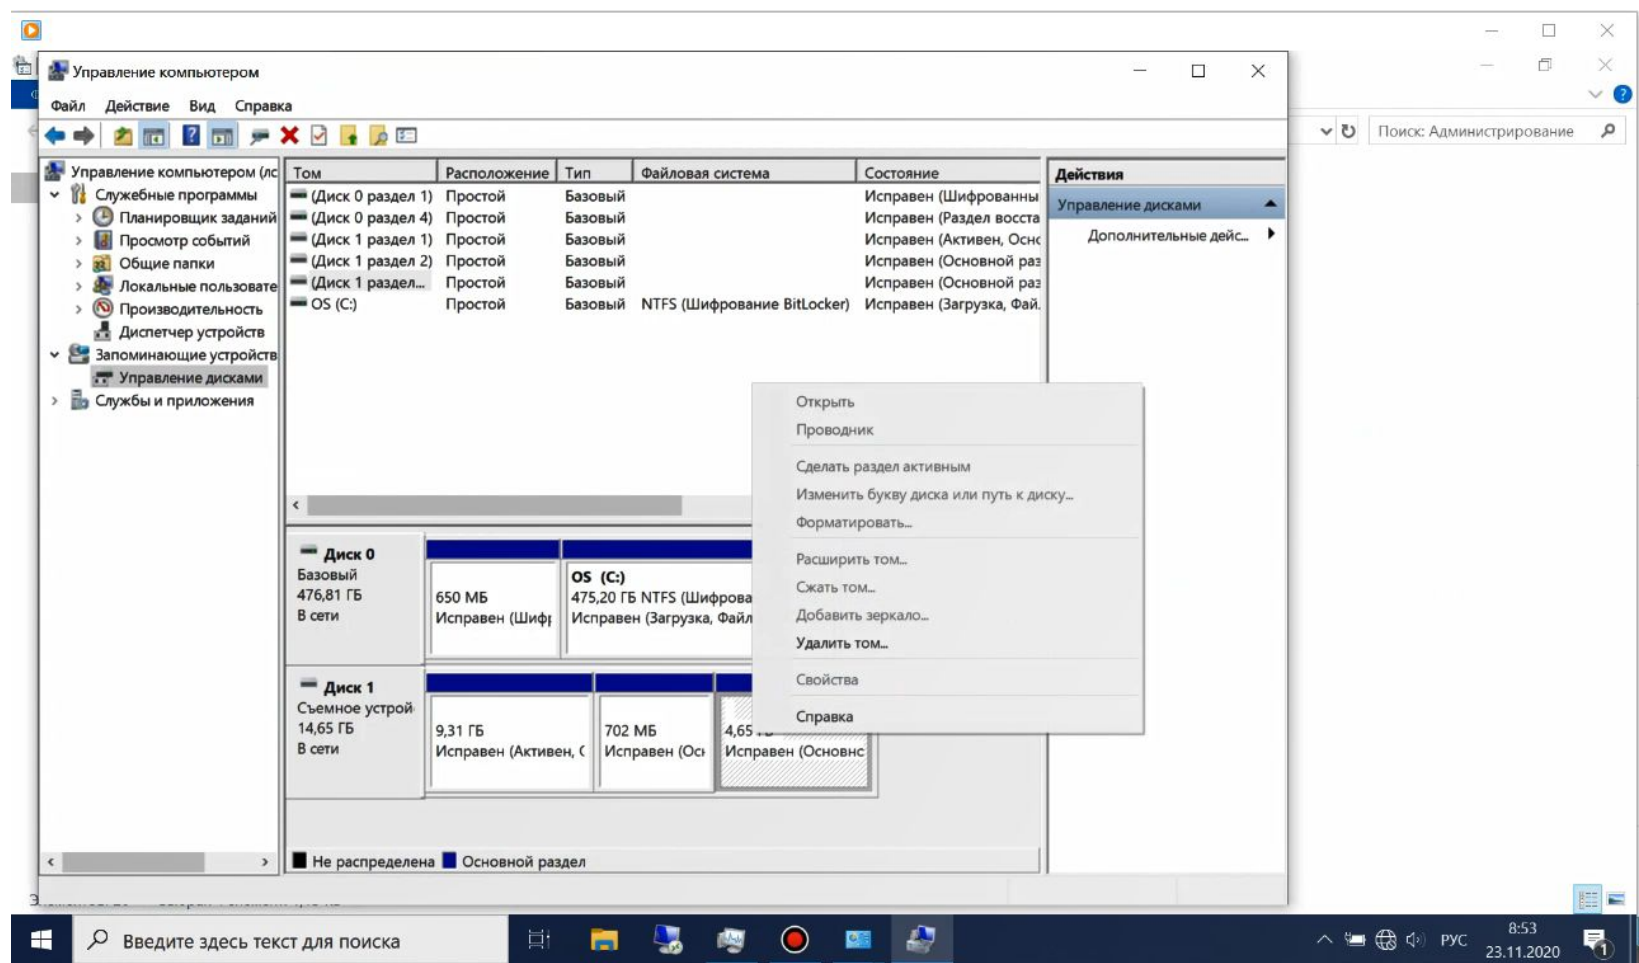 Управление компьютером
Файл Действие Вид Справка
Поиск: Администрирование
Управление компьютером (лс
Служебные программы
Планировщик заданий
Просмотр событий
Общие папки
Локальные пользовате
Производительность
Диспетчер устройств
Запоминающие устройств
Управление дисками
Службы и приложения
Том Расположение Тип Файловая система Состояние
(Диск 0 раздел 1) Простой Базовый Исправен (Шифрованны
(Диск 0 раздел 4) Простой Базовый Исправен (Раздел восста
(Диск 1 раздел 1) Простой Базовый Исправен (Активен, Осно
(Диск 1 раздел 2) Простой Базовый Исправен (Основной раз
(Диск 1 раздел... Простой Базовый Исправен (Основной раз
OS (C:) Простой Базовый NTFS (Шифрование BitLocker) Исправен (Загрузка, Фай.
Действия
Управление дисками
Дополнительные дейс...
Открыть
Проводник
Сделать раздел активным
Изменить букву диска или путь к диску...
Форматировать...
Расширить том...
Сжать том...
Добавить зеркало...
Удалить том...
Свойства
Справка
Диск 0
Базовый
476,81 ГБ
В сети
650 МБ
Исправен (Шифр
OS (C:)
475,20 ГБ NTFS (Шифрова
Исправен (Загрузка, Файл
Диск 1
Съемное устрой
14,65 ГБ
В сети
9,31 ГБ
Исправен (Активен, О
702 МБ
Исправен (Осн
4,65
Исправен (Основнс
Не распределена Основной раздел
Введите здесь текст для поиска
РУС
8:53
23.11.2020
1